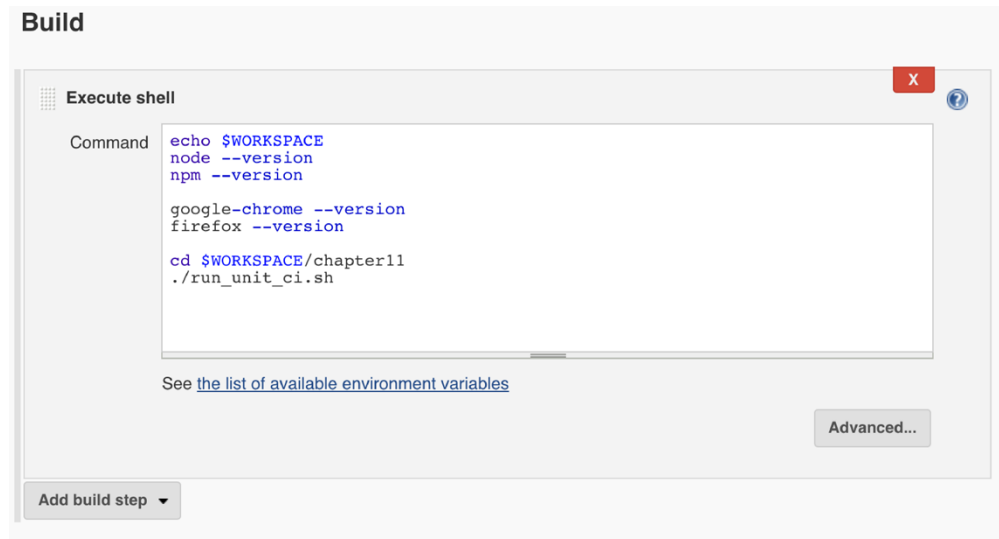 Build
X
Execute shell
?
Command
echo $WORKSPACE
node --version
npm --version
google-chrome --version
firefox --version
cd $WORKSPACE/chapter11
./run_unit_ci.sh
See the list of available environment variables
Advanced...
Add build step